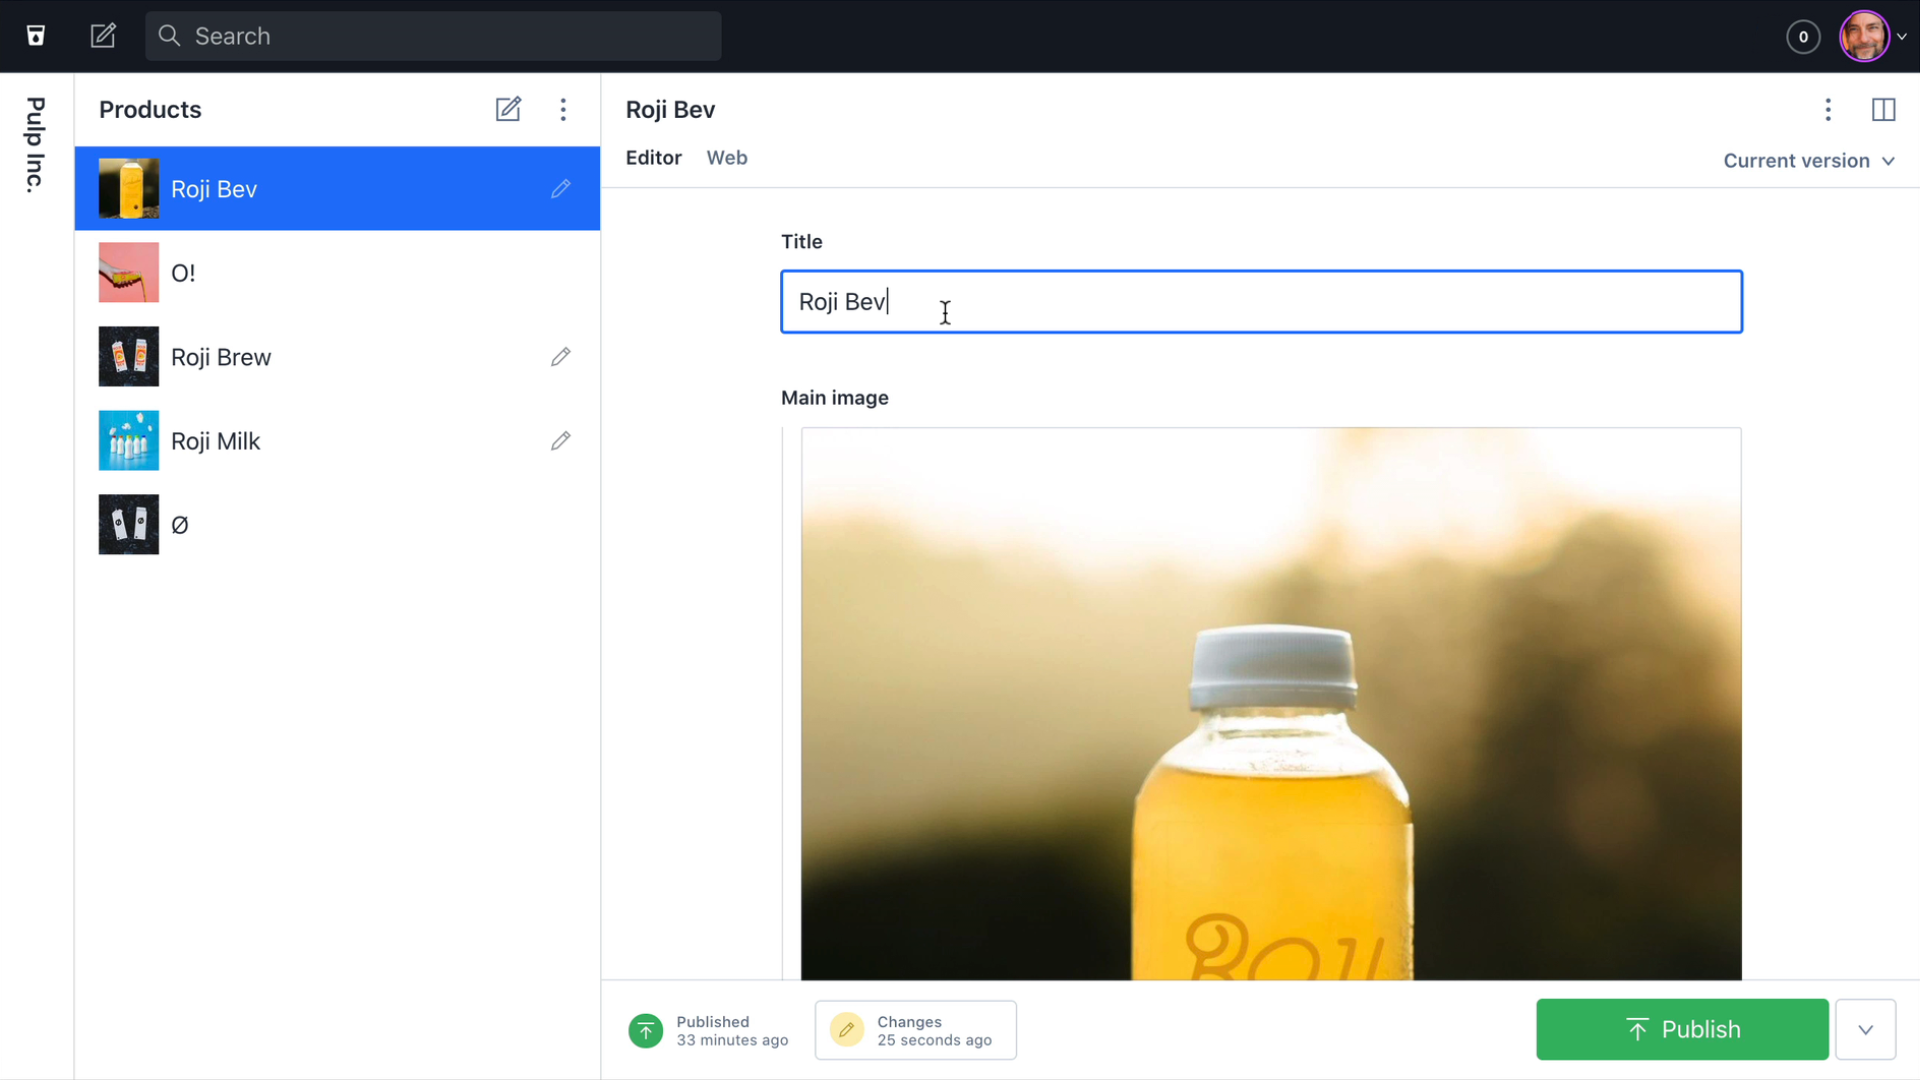 Search
0
Pulp Inc.
Products
Roji Bev
O!
Roji Brew
Roji Milk
Ø
Roji Bev
Editor Web
Current version
Title
Roji Bev
Main image
Roji
Published
33 minutes ago
Changes
25 seconds ago
Publish